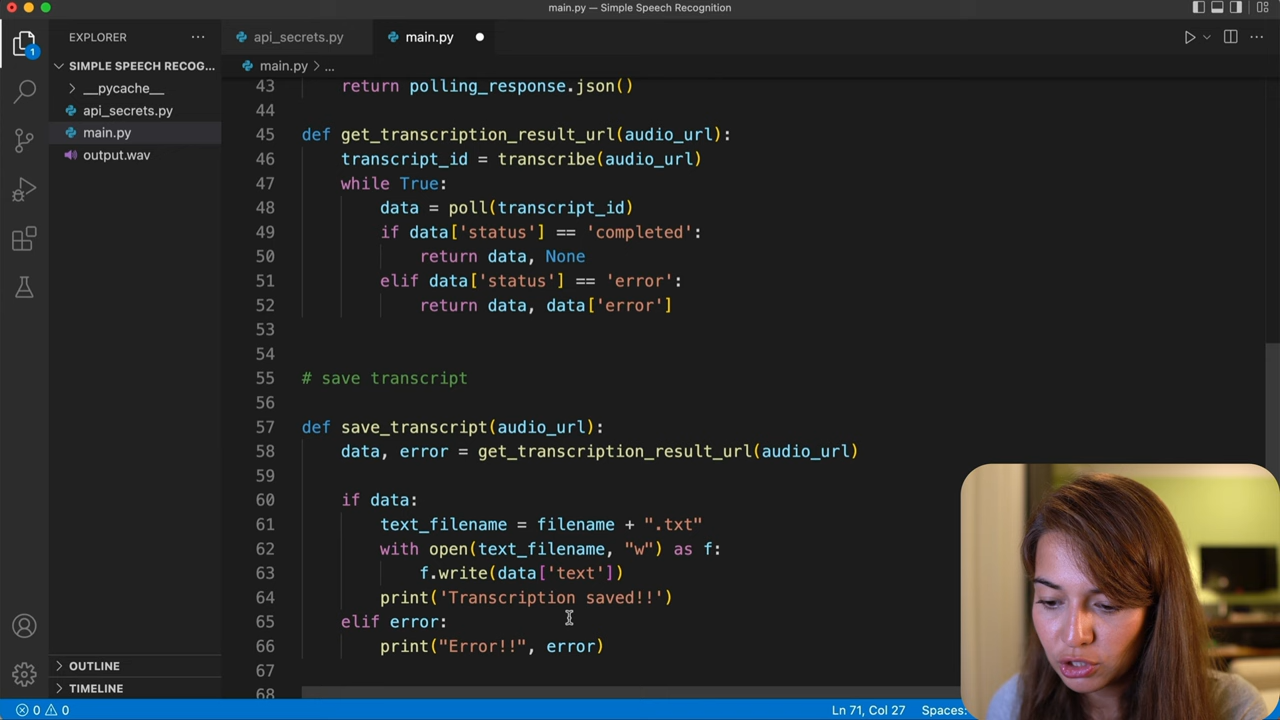 main.py — Simple Speech Recognition
EXPLORER
api_secrets.py
main.py
main.py > ...
1
SIMPLE SPEECH RECOG...
__pycache__
api_secrets.py
main.py
output.wav
43 return polling_response.json()
44
45 def get_transcription_result_url(audio_url):
46 transcript_id = transcribe(audio_url)
47 while True:
48 data = poll(transcript_id)
49 if data['status'] == 'completed':
50 return data, None
51 elif data['status'] == 'error':
52 return data, data['error']
53
54
55 # save transcript
56
57 def save_transcript(audio_url):
58 data, error = get_transcription_result_url(audio_url)
59
60 if data:
61 text_filename = filename + ".txt"
62 with open(text_filename, "w") as f:
63 f.write(data['text'])
64 print('Transcription saved!!')
65 elif error:
66 print("Error!!", error)
67
68
OUTLINE
TIMELINE
0 0
Ln 71, Col 27
Spaces: